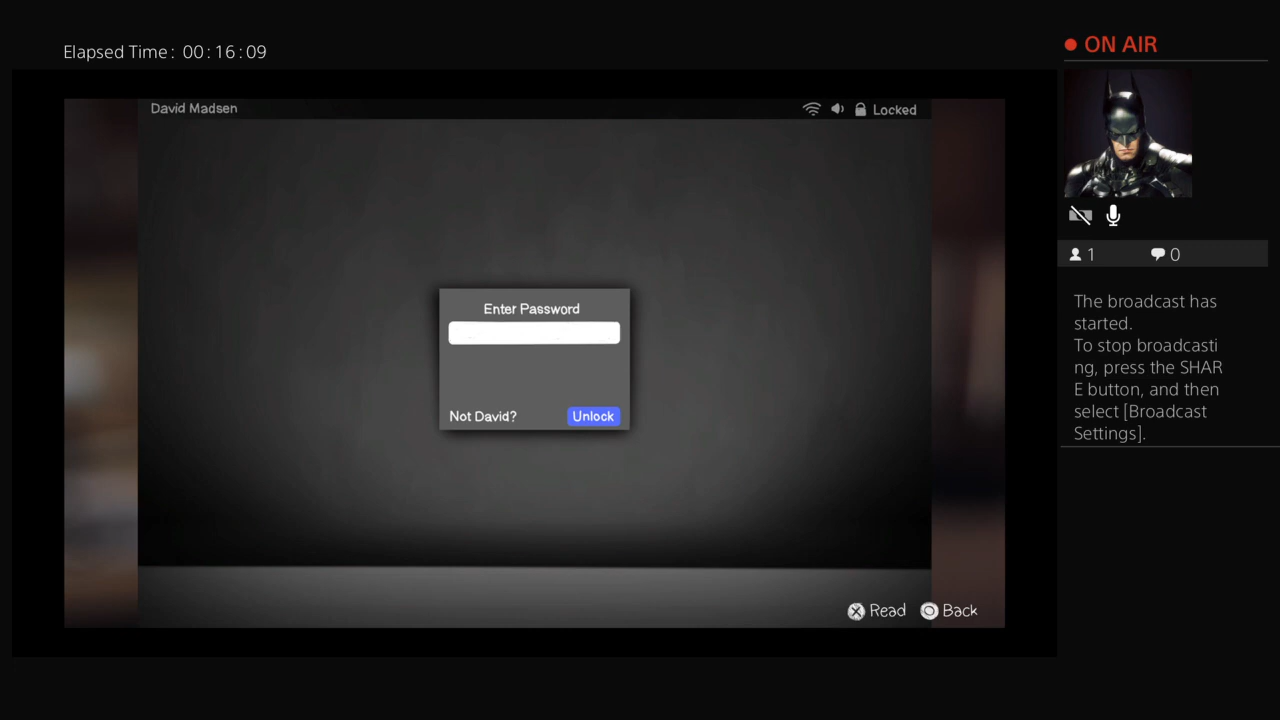 Elapsed Time: 00:16:09
ON AIR
David Madsen
Locked
Enter Password
Not David?
Unlock
Read
Back
1
0
The broadcast has
started.
To stop broadcasti
ng, press the SHAR
E button, and then
select [Broadcast
Settings].